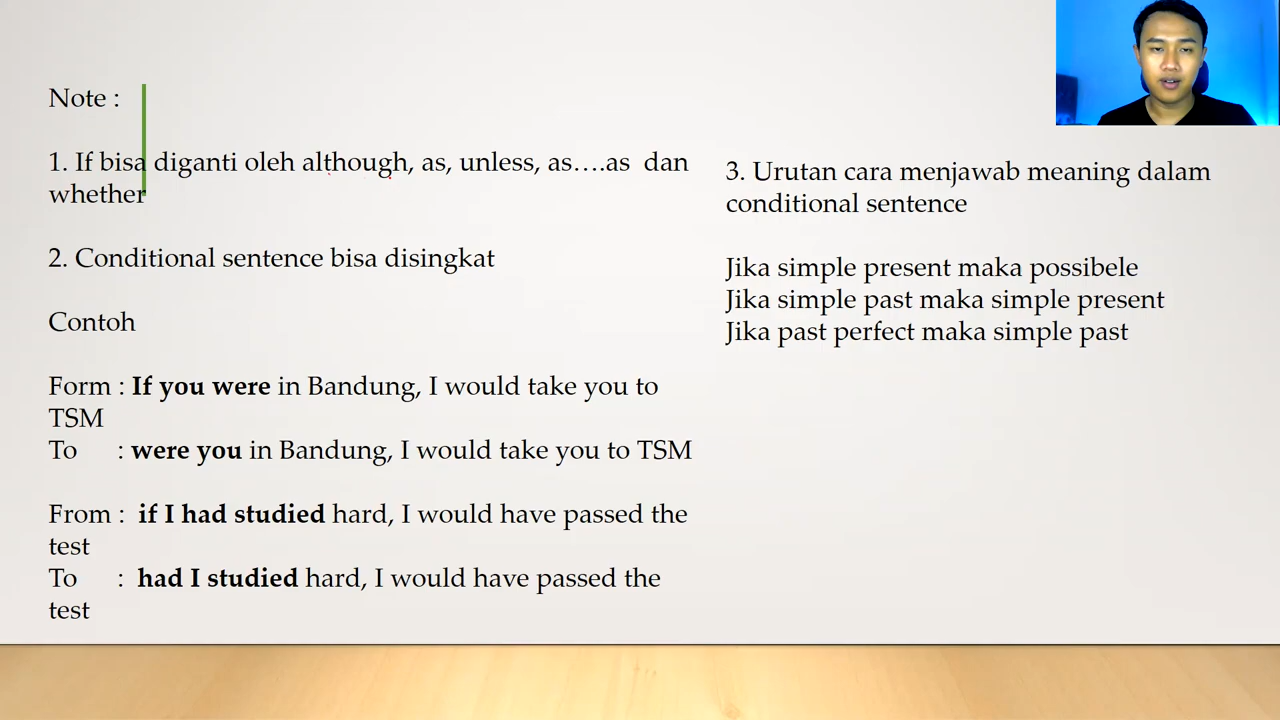 Note :
1. If bisa diganti oleh although, as, unless, as….as dan
whether
2. Conditional sentence bisa disingkat
Contoh
Form : If you were in Bandung, I would take you to
TSM
To : were you in Bandung, I would take you to TSM
From : if I had studied hard, I would have passed the
test
To : had I studied hard, I would have passed the
test
3. Urutan cara menjawab meaning dalam
conditional sentence
Jika simple present maka possibele
Jika simple past maka simple present
Jika past perfect maka simple past